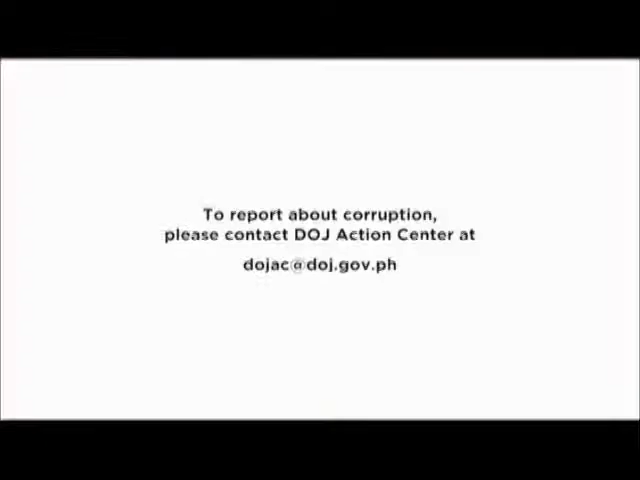 To report about corruption,
please contact DOJ Action Center at
dojac@doj.gov.ph